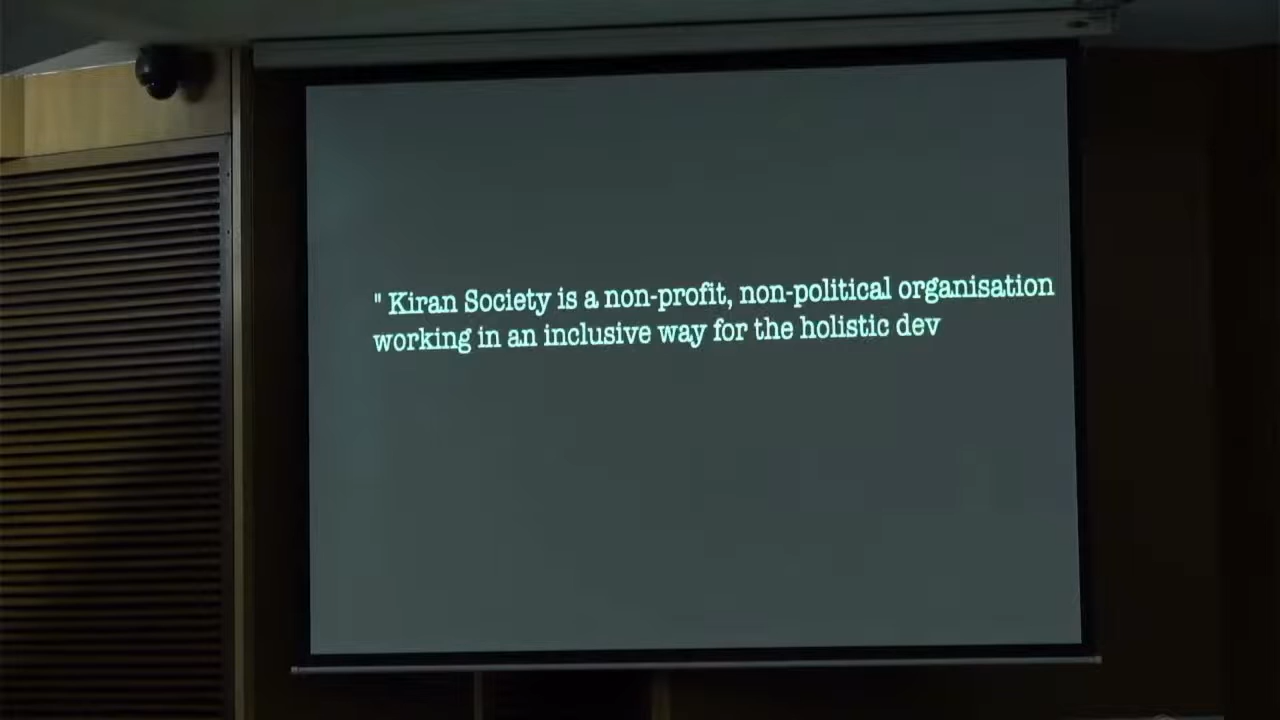 " Kiran Society is a non-profit, non-political organisation
working in an inclusive way for the holistic dev